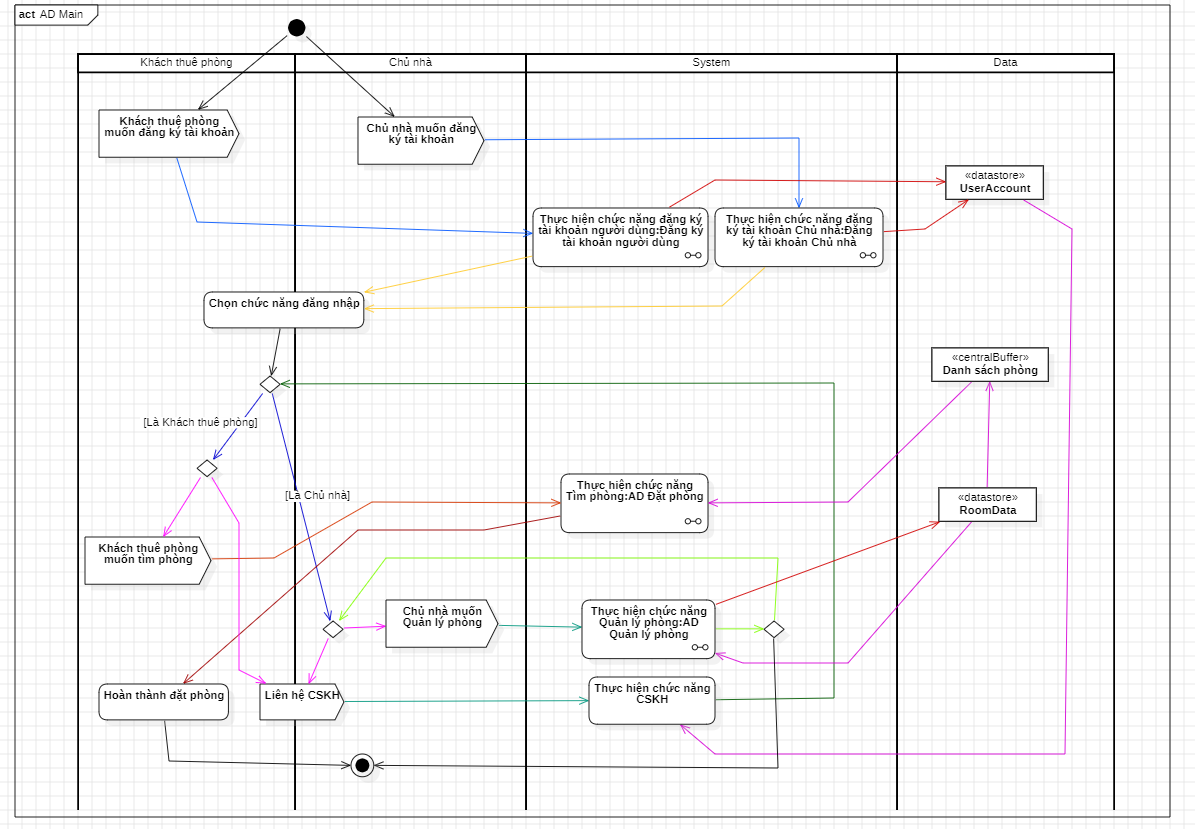 act AD Main
Khách thuê phòng
Chủ nhà
System
Data
Khách thuê phòng
muốn đăng ký tài khoản
Chủ nhà muốn đăng
ký tài khoản
«datastore»
UserAccount
Thực hiện chức năng đăng ký
tài khoản người dùng:Đăng ký
tài khoản người dùng
Thực hiện chức năng đăng
ký tài khoản Chủ nhà:Đăng
ký tài khoản Chủ nhà
Chọn chức năng đăng nhập
«centralBuffer»
Danh sách phòng
[Là Khách thuê phòng]
[Là Chủ nhà]
Thực hiện chức năng
Tìm phòng:AD Đặt phòng
«datastore»
RoomData
Khách thuê phòng
muốn tìm phòng
Chủ nhà muốn
Quản lý phòng
Thực hiện chức năng
Quản lý phòng:AD
Quản lý phòng
Hoàn thành đặt phòng
Liên hệ CSKH
Thực hiện chức năng
CSKH